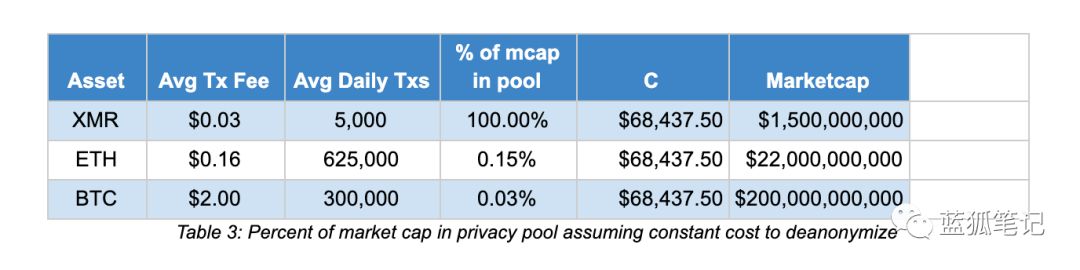 Asset Avg Tx Fee Avg Daily Txs % of mcap in pool C Marketcap
XMR $0.03 5,000 100.00% $68,437.50 $1,500,000,000
ETH $0.16 625,000 0.15% $68,437.50 $22,000,000,000
BTC $2.00 300,000 0.03% $68,437.50 $200,000,000,000
Table 3: Percent of market cap in privacy pool assuming constant cost to deanonymize
蓝狐笔记